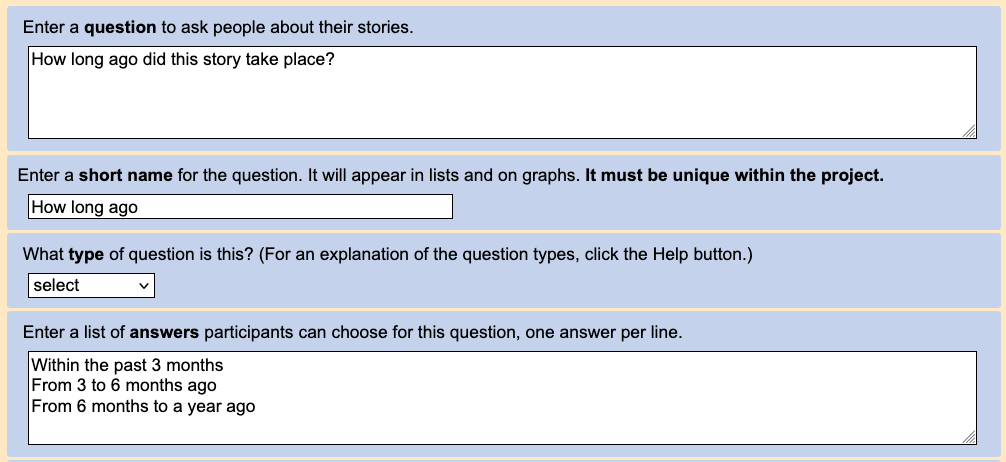 Enter a question to ask people about their stories.
How long ago did this story take place?
Enter a short name for the question. It will appear in lists and on graphs. It must be unique within the project.
How long ago
What type of question is this? (For an explanation of the question types, click the Help button.)
select
Enter a list of answers participants can choose for this question, one answer per line.
Within the past 3 months
From 3 to 6 months ago
From 6 months to a year ago